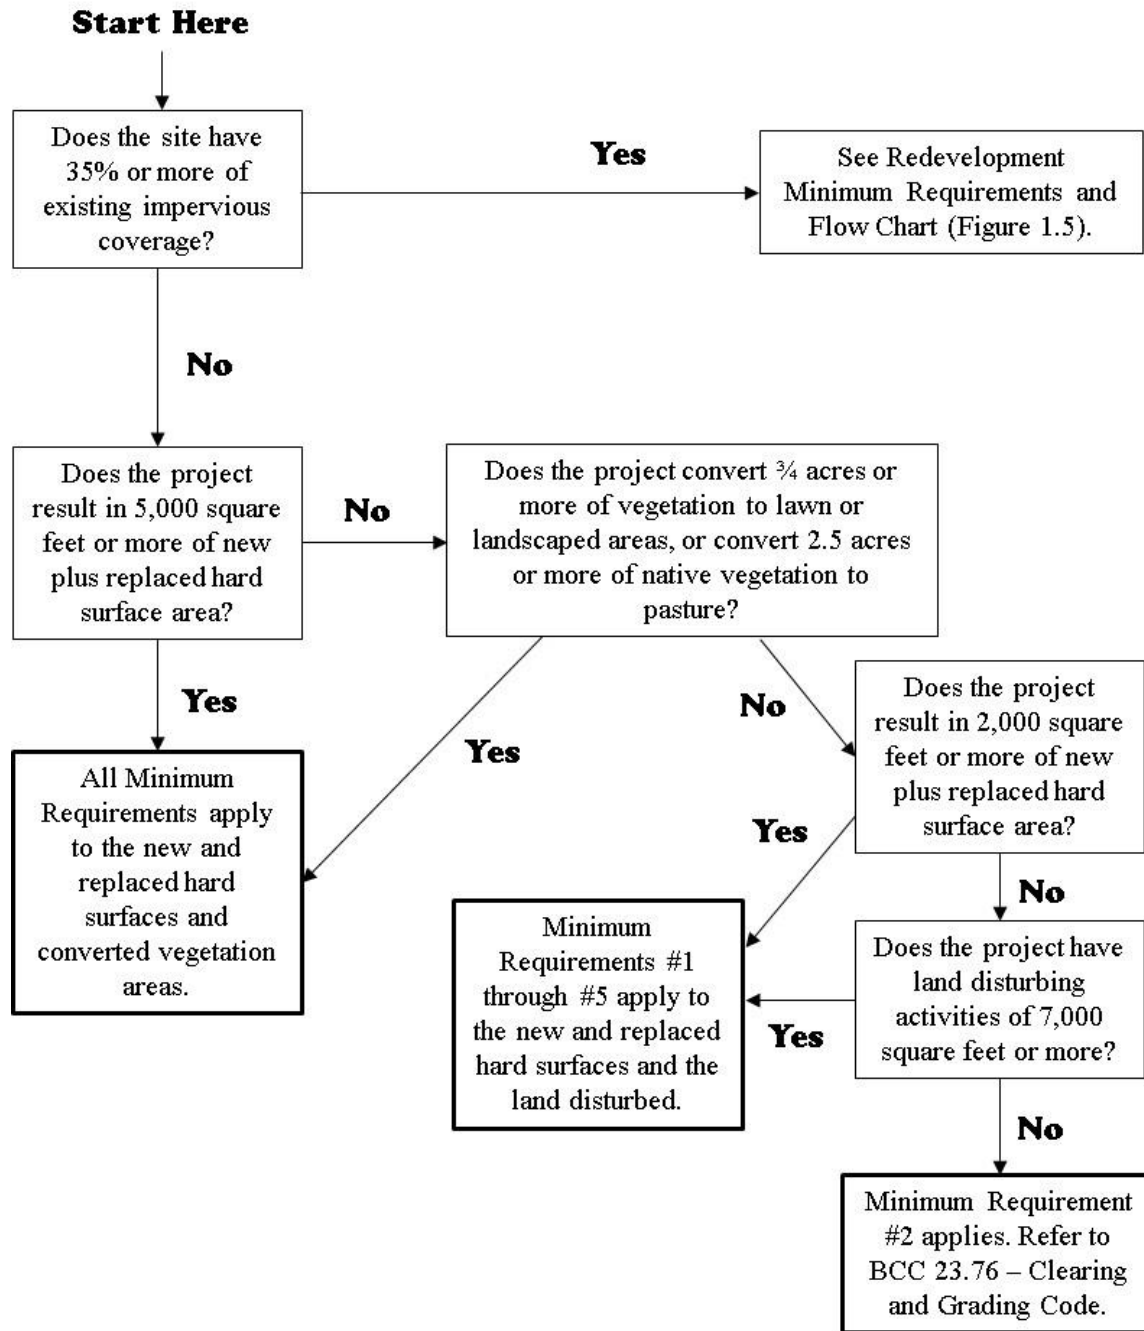 Start Here
Does the site have
35% or more of
existing impervious
coverage?
Yes
See Redevelopment
Minimum Requirements and
Flow Chart (Figure 1.5).
No
Does the project
result in 5,000 square
feet or more of new
plus replaced hard
surface area?
No
Does the project convert ¾ acres or
more of vegetation to lawn or
landscaped areas, or convert 2.5 acres
or more of native vegetation to
pasture?
Yes
All Minimum
Requirements apply
to the new and
replaced hard
surfaces and
converted vegetation
areas.
Yes
No
Does the project
result in 2,000 square
feet or more of new
plus replaced hard
surface area?
Yes
Minimum
Requirements #1
through #5 apply to
the new and replaced
hard surfaces and the
land disturbed.
No
Does the project have
land disturbing
activities of 7,000
square feet or more?
Yes
No
Minimum Requirement
#2 applies. Refer to
BCC 23.76 – Clearing
and Grading Code.